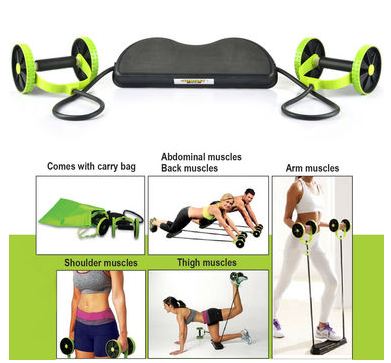 Comes with carry bag
Abdominal muscles
Back muscles
Arm muscles
Shoulder muscles
Thigh muscles